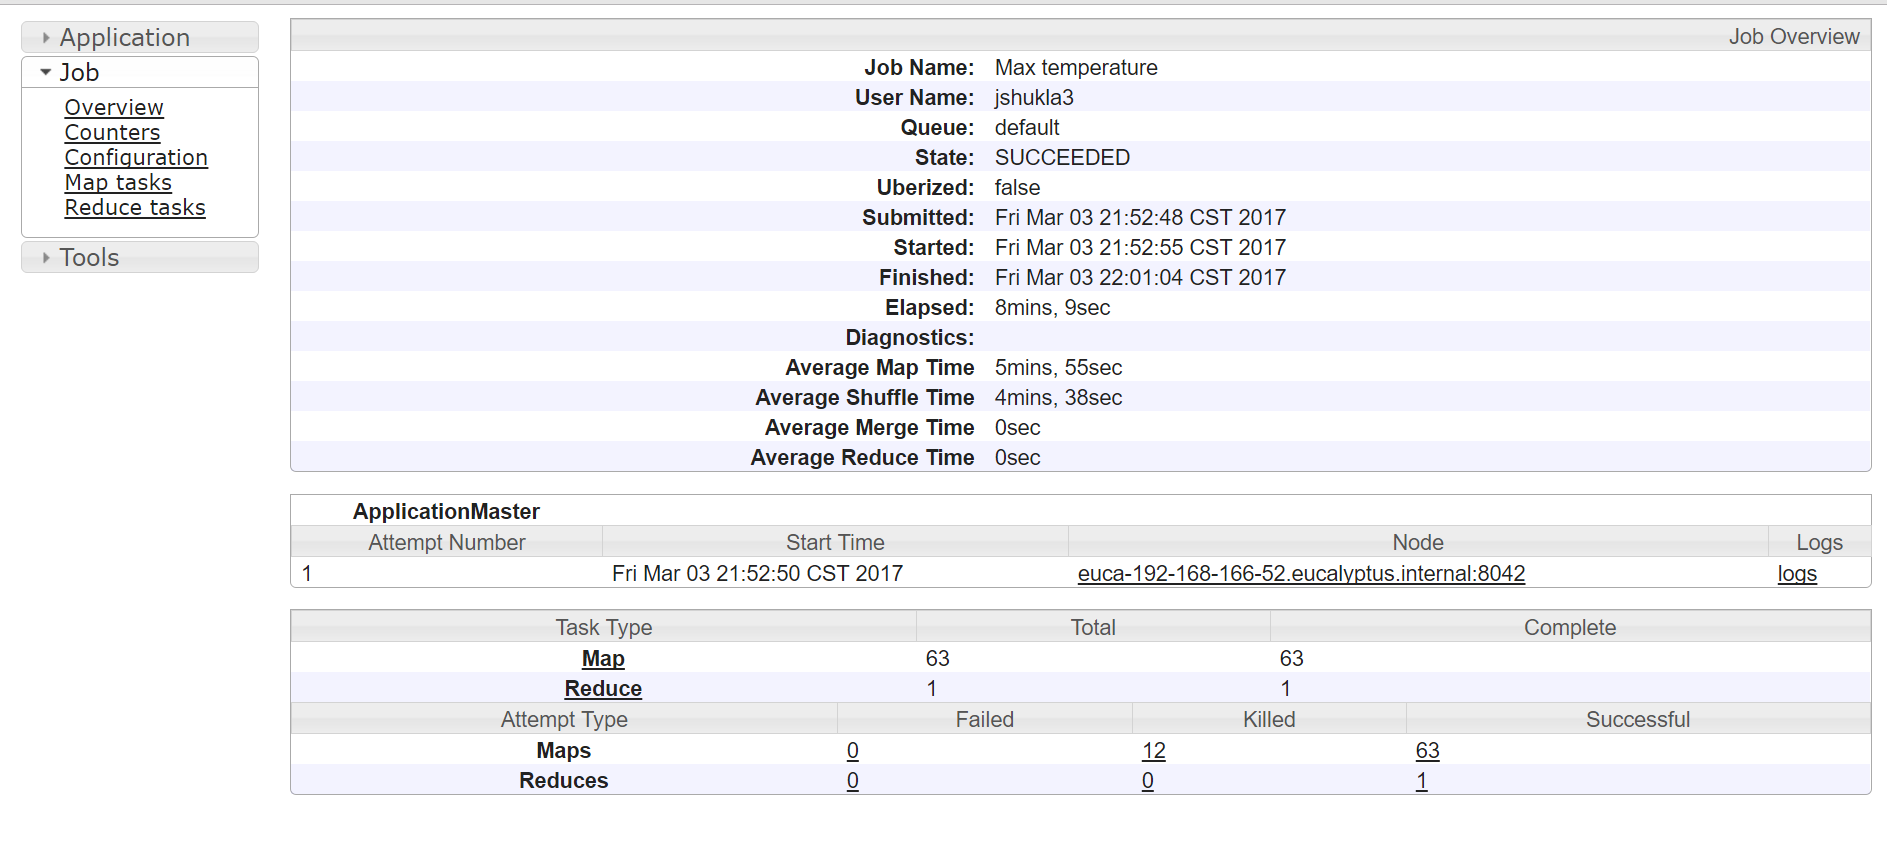 Application
Job
Overview
Counters
Configuration
Map tasks
Reduce tasks
Tools
Job Overview
Job Name: Max temperature
User Name: jshukla3
Queue: default
State: SUCCEEDED
Uberized: false
Submitted: Fri Mar 03 21:52:48 CST 2017
Started: Fri Mar 03 21:52:55 CST 2017
Finished: Fri Mar 03 22:01:04 CST 2017
Elapsed: 8mins, 9sec
Diagnostics:
Average Map Time 5mins, 55sec
Average Shuffle Time 4mins, 38sec
Average Merge Time 0sec
Average Reduce Time 0sec
ApplicationMaster
Attempt Number Start Time Node Logs
1 Fri Mar 03 21:52:50 CST 2017 euca-192-168-166-52.eucalyptus.internal:8042 logs
Task Type Total Complete
Map 63 63
Reduce 1 1
Attempt Type Failed Killed Successful
Maps 0 12 63
Reduces 0 0 1